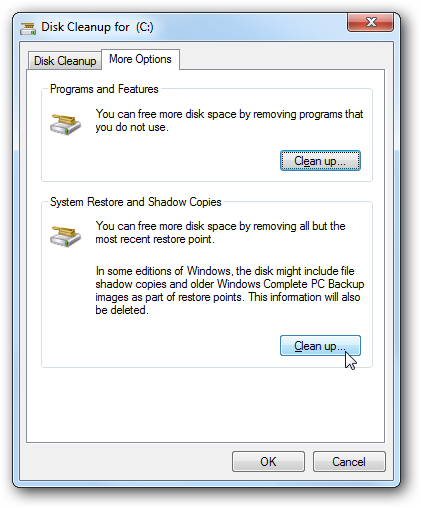 Disk Cleanup for (C:)
Disk Cleanup
More Options
Programs and Features
You can free more disk space by removing programs that
you do not use.
Clean up...
System Restore and Shadow Copies
You can free more disk space by removing all but the
most recent restore point.
In some editions of Windows, the disk might include file
shadow copies and older Windows Complete PC Backup
images as part of restore points. This information will also
be deleted.
Clean up...
OK
Cancel